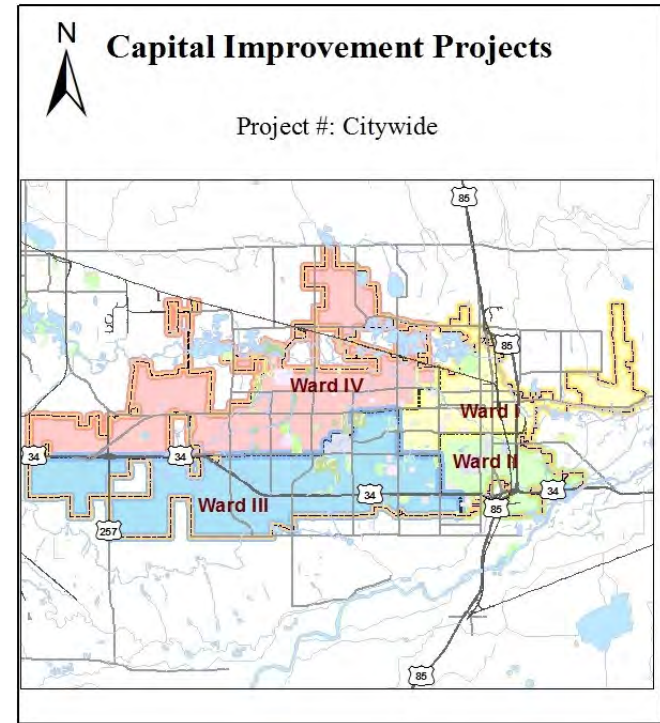 N
Capital Improvement Projects
Project #: Citywide
85
85
Ward IV
Ward I
34
34
Ward II
Ward III
34
34
85
257
85